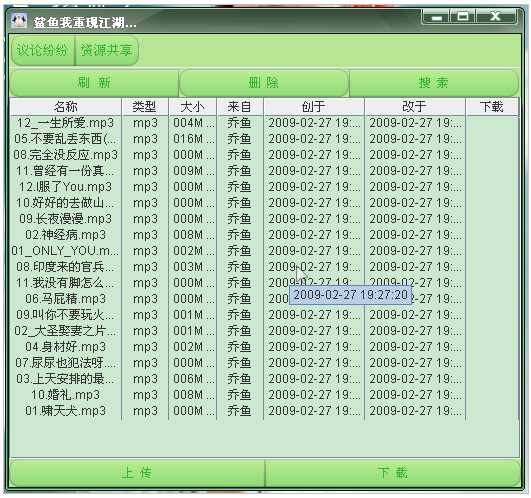 鲨鱼我重现江湖...
议论纷纷 资源共享
刷 新 删 除 搜 索
名称 类型 大小 来自 创于 改于 下载
12_一生所爱.mp3 mp3 004M ... 乔鱼 2009-02-27 19:... 2009-02-27 19:...
05.不要乱丢东西(... mp3 016M ... 乔鱼 2009-02-27 19:... 2009-02-27 19:...
08.完全没反应.mp3 mp3 000M ... 乔鱼 2009-02-27 19:... 2009-02-27 19:...
11.曾经有一份真... mp3 009M ... 乔鱼 2009-02-27 19:... 2009-02-27 19:...
12.I服了You.mp3 mp3 000M ... 乔鱼 2009-02-27 19:... 2009-02-27 19:...
10.好好的去做山... mp3 000M ... 乔鱼 2009-02-27 19:... 2009-02-27 19:...
09.长夜漫漫.mp3 mp3 000M ... 乔鱼 2009-02-27 19:... 2009-02-27 19:...
02.神经病.mp3 mp3 008M ... 乔鱼 2009-02-27 19:... 2009-02-27 19:...
01_ONLY_YOU.m... mp3 002M ... 乔鱼 2009-02-27 19:... 2009-02-27 19:...
08.印度来的官兵... mp3 003M ... 乔鱼 2009-02-27 19:... 2009-02-27 19:...
11.我没有脚怎么... mp3 000M ... 乔鱼 2009-02-27 19:... 2009-02-27 19:...
06.马屁精.mp3 mp3 000M ... 乔鱼 2009-02-27 19:27:20
09.叫你不要玩火... mp3 001M ... 乔鱼 2009-02-27 19:... 2009-02-27 19:...
02_大圣娶妻之片... mp3 001M ... 乔鱼 2009-02-27 19:... 2009-02-27 19:...
04.身材好.mp3 mp3 002M ... 乔鱼 2009-02-27 19:... 2009-02-27 19:...
07.尿尿也犯法呀.... mp3 000M ... 乔鱼 2009-02-27 19:... 2009-02-27 19:...
03.上天安排的最... mp3 006M ... 乔鱼 2009-02-27 19:... 2009-02-27 19:...
10.婚礼.mp3 mp3 008M ... 乔鱼 2009-02-27 19:... 2009-02-27 19:...
01.啸天犬.mp3 mp3 000M ... 乔鱼 2009-02-27 19:... 2009-02-27 19:...
上 传 下 载